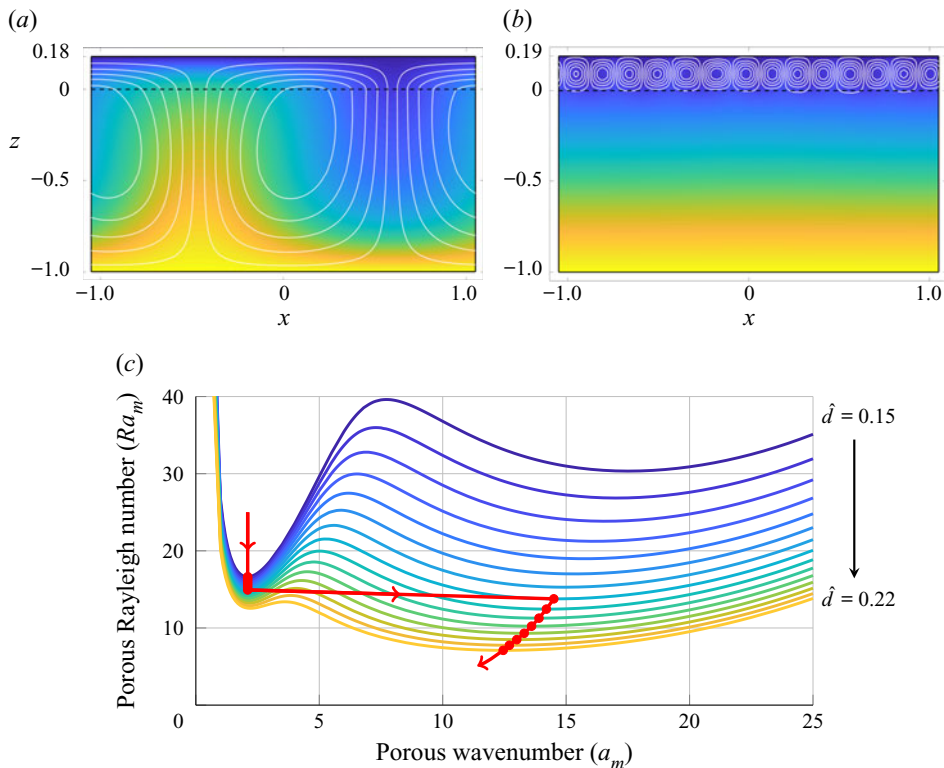 (a)
(b)
0.18
0
z
−0.5
−1.0
−1.0
0
1.0
x
0.19
0
−0.5
−1.0
−1.0
0
1.0
x
(c)
Porous Rayleigh number (Ra_m)
40
30
20
10
0
5
10
15
20
25
Porous wavenumber (a_m)
d̂ = 0.15
d̂ = 0.22